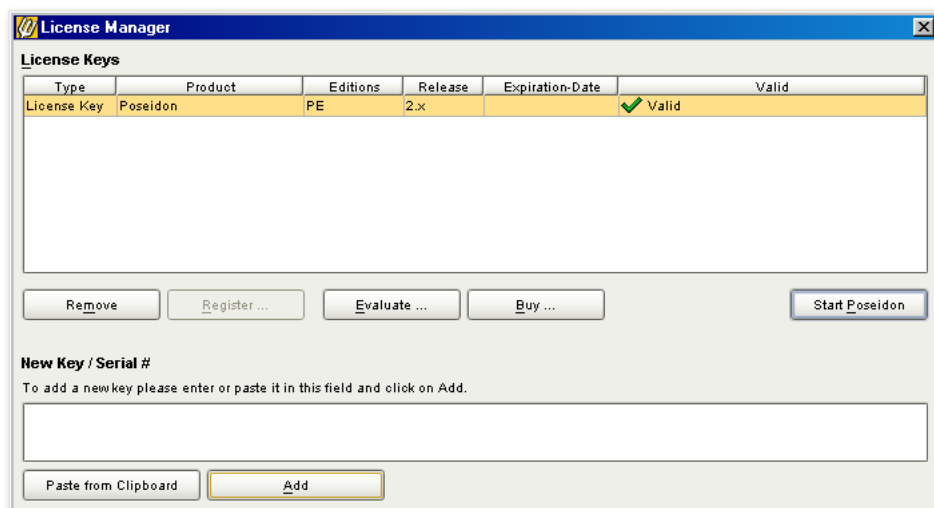 License Manager
License Keys
Type Product Editions Release Expiration-Date Valid
License Key Poseidon PE 2.x Valid
Remove Register ... Evaluate ... Buy ... Start Poseidon
New Key / Serial #
To add a new key please enter or paste it in this field and click on Add.
Paste from Clipboard Add